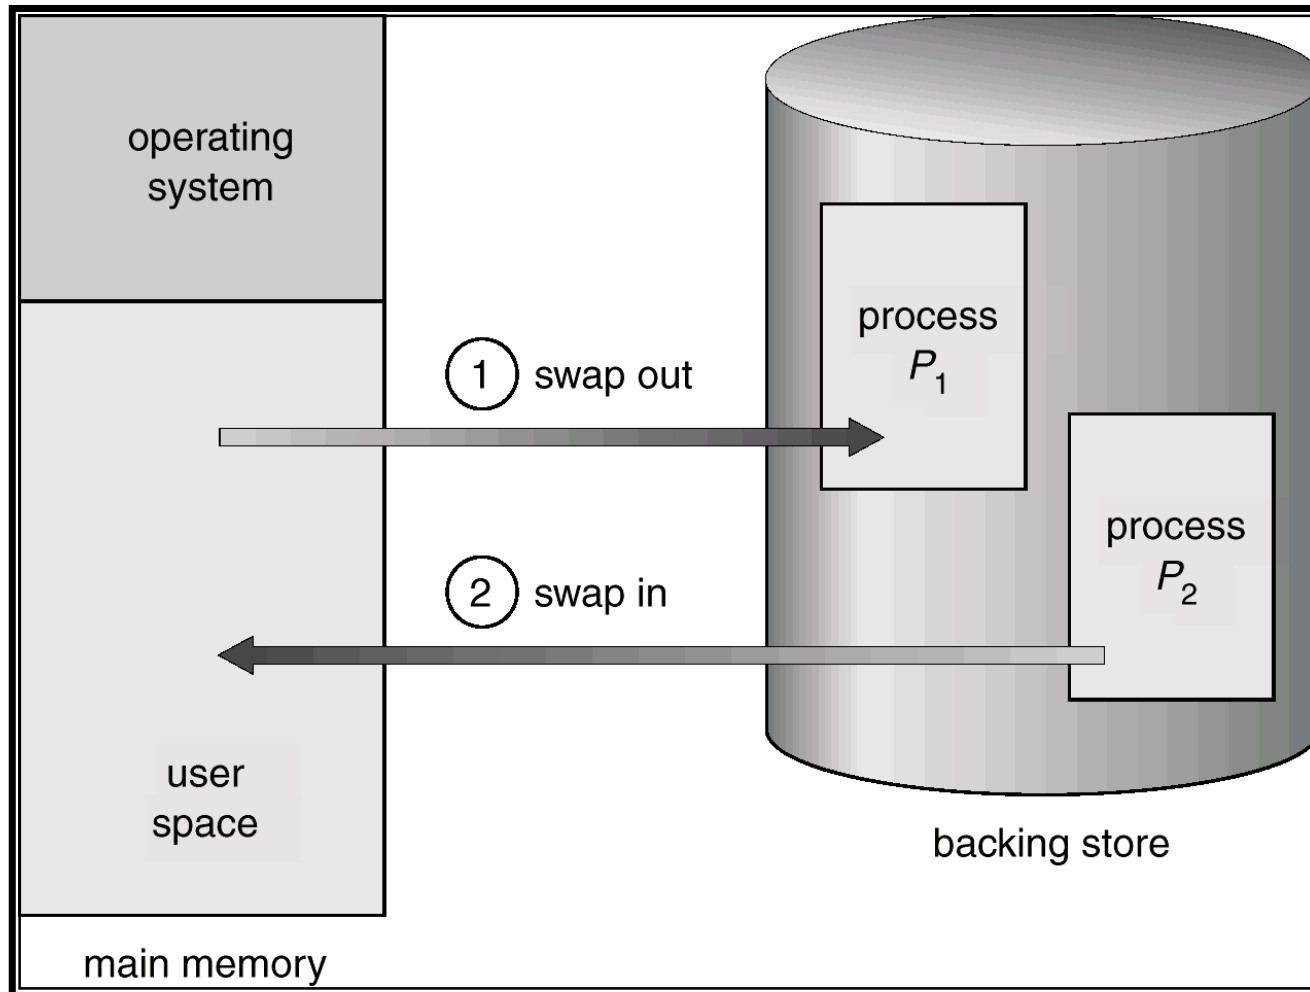 operating
system
1 swap out
process
P1
process
P2
2 swap in
user
space
backing store
main memory